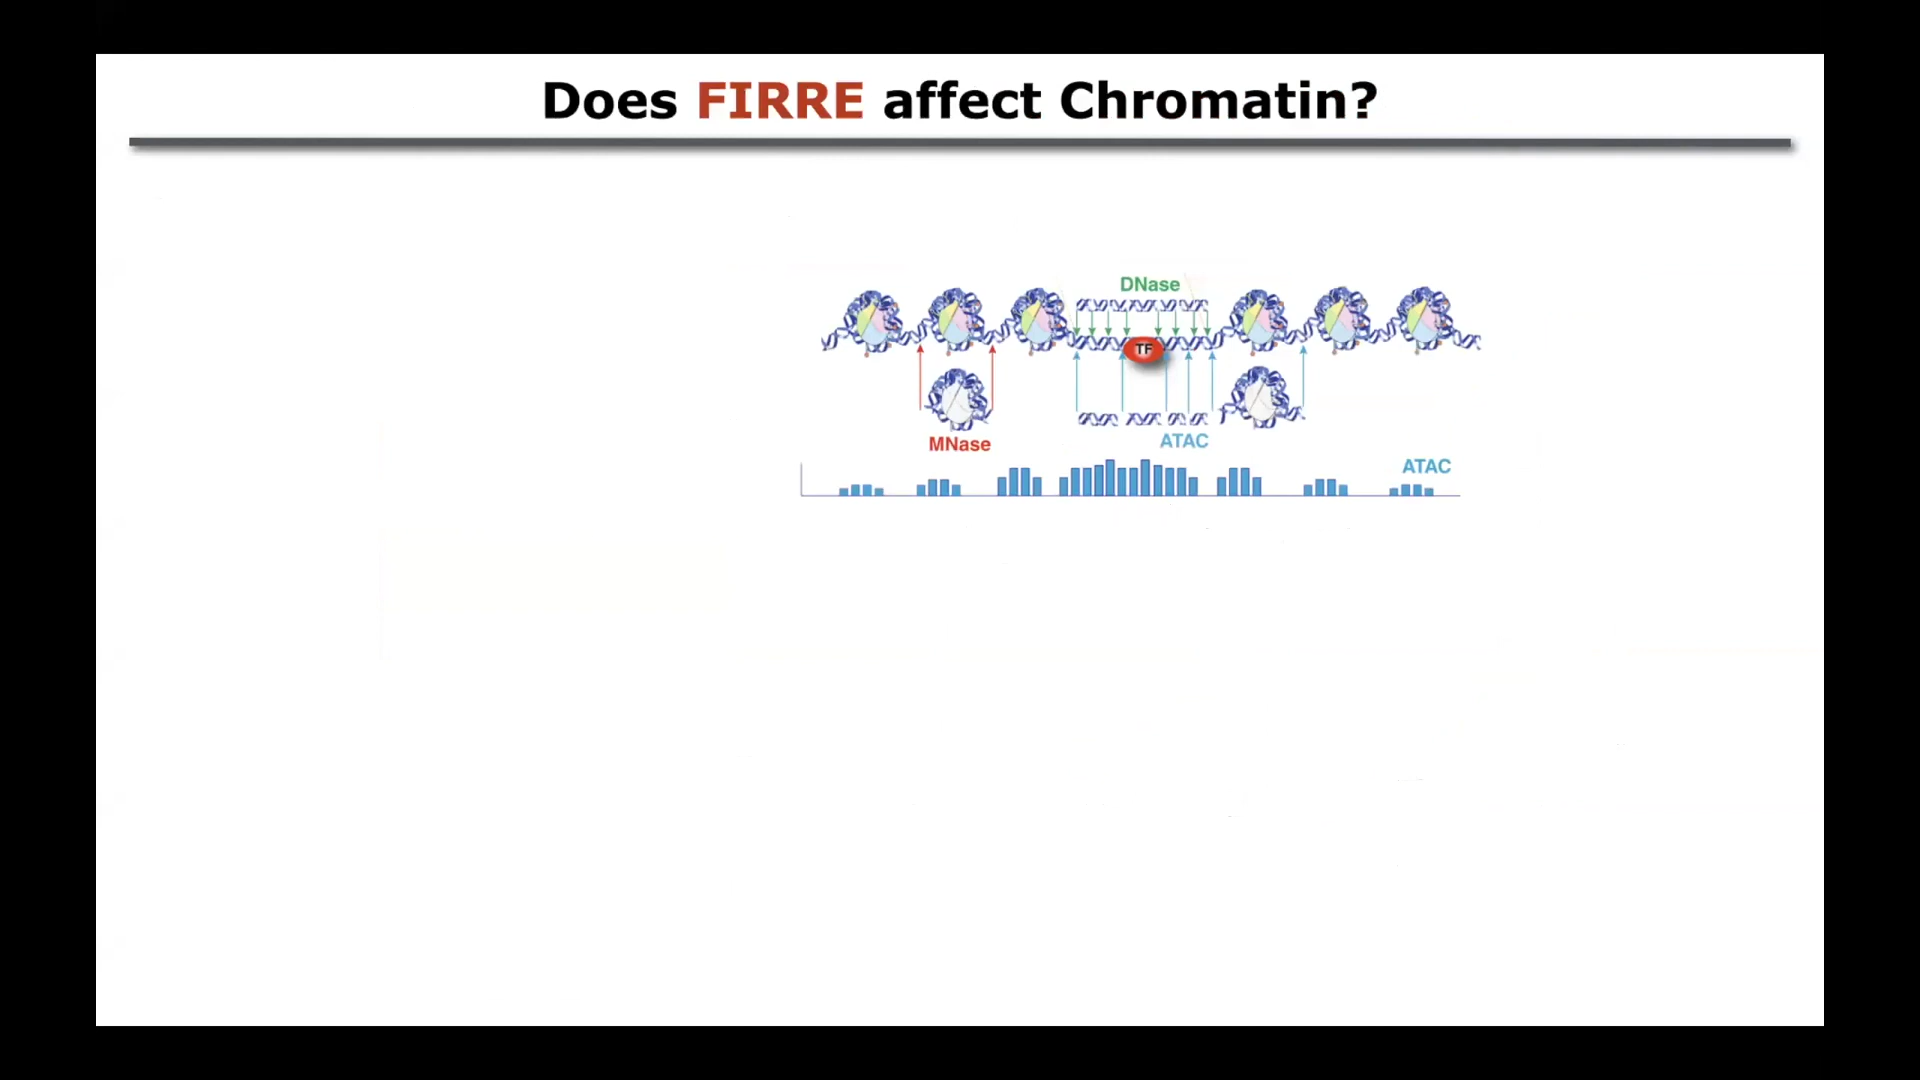 Does FIRRE affect Chromatin?
DNase
TF
MNase
ATAC
ATAC